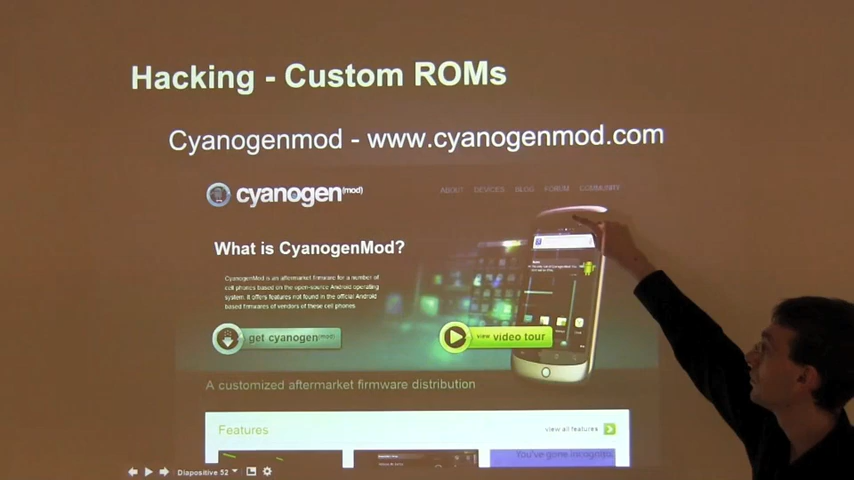 Hacking - Custom ROMs
Cyanogenmod - www.cyanogenmod.com
cyanogen(mod)
ABOUT DEVICES BLOG FORUM COMMUNITY
What is CyanogenMod?
CyanogenMod is an aftermarket firmware for a number of
cell phones based on the open-source Android operating
system. It offers features not found in the official Android
based firmwares of vendors of these cell phones.
get cyanogen(mod)
view video tour
A customized aftermarket firmware distribution
Features
view all features
You've gone Incognito
Diapositive 52